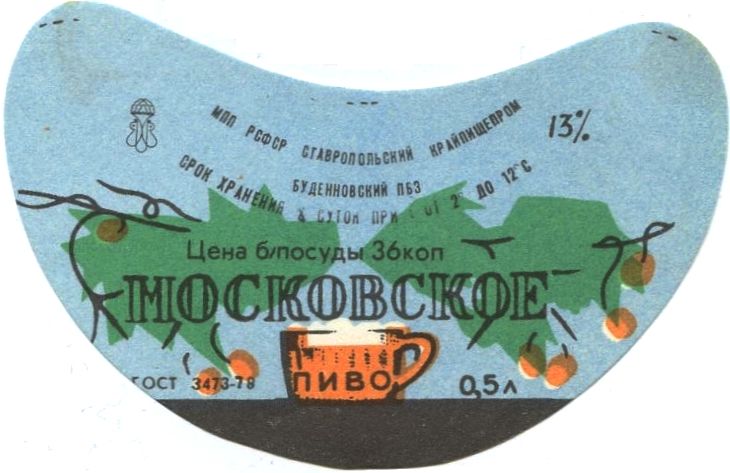 МПП РСФСР СТАВРОПОЛЬСКИЙ КРАЙПИЩЕПРОМ
13%
БУДЕННОВСКИЙ ПБЗ
СРОК ХРАНЕНИЯ 8 СУТОК ПРИ t ОТ 2° ДО 12°С
Цена б/посуды 36коп
МОСКОВСКОЕ
ПИВО
ГОСТ 3473-78
0,5л